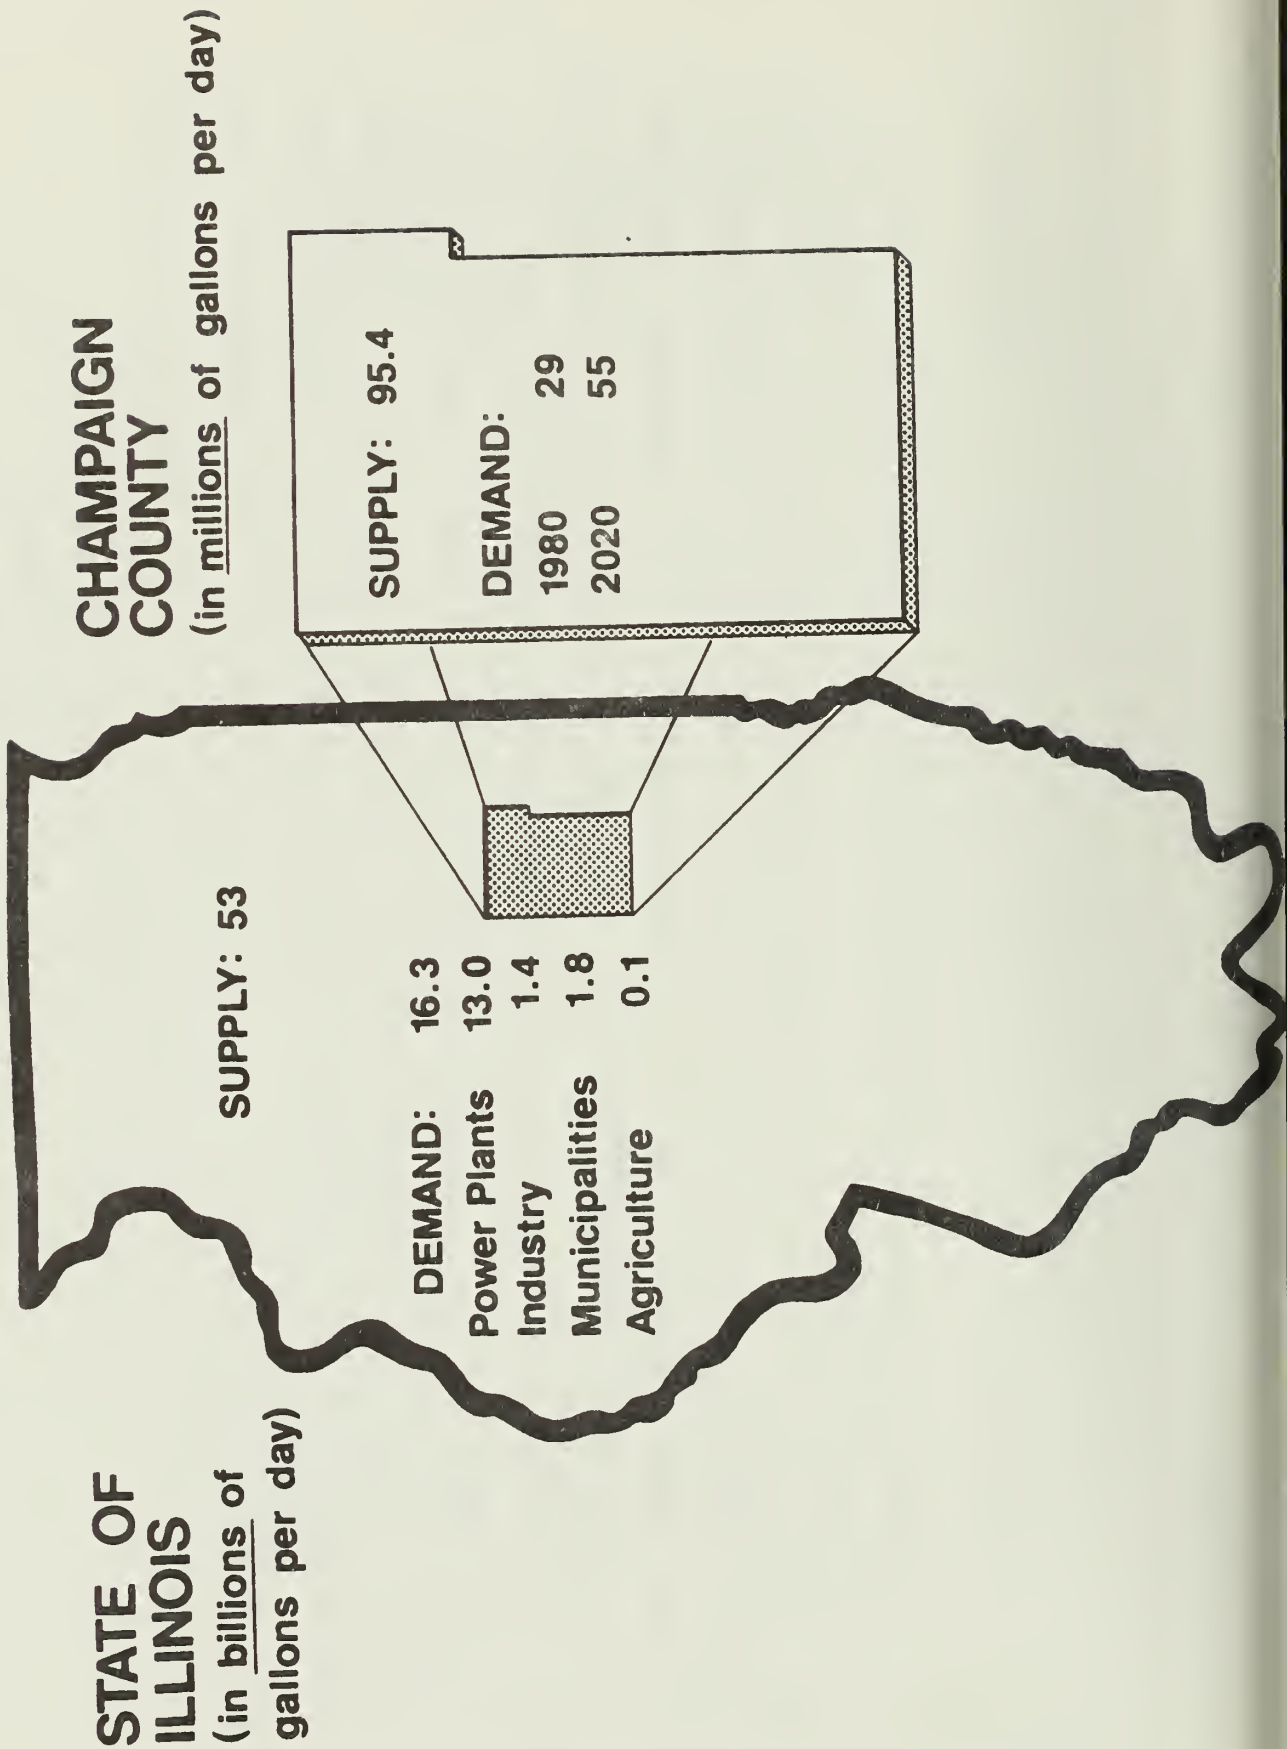 STATE OF
ILLINOIS
(in billions of
gallons per day)
SUPPLY: 53
DEMAND: 16.3
Power Plants 13.0
Industry 1.4
Municipalities 1.8
Agriculture 0.1
CHAMPAIGN
COUNTY
(in millions of gallons per day)
SUPPLY: 95.4
DEMAND:
1980 29
2020 55